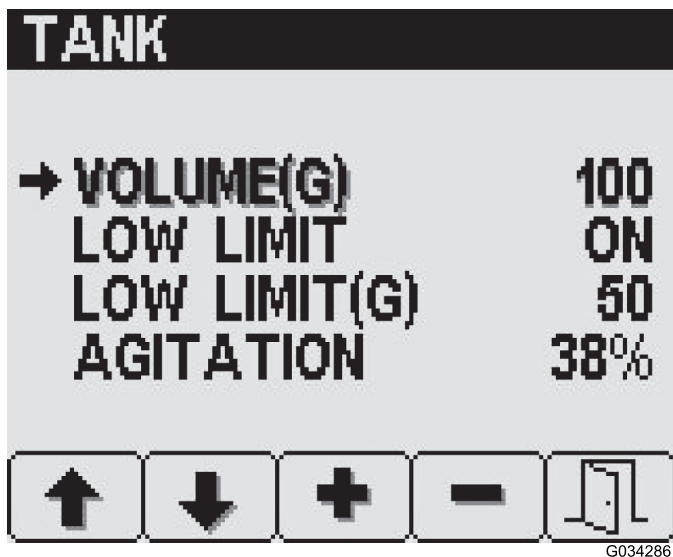 TANK
VOLUME(G) 100
LOW LIMIT ON
LOW LIMIT(G) 50
AGITATION 38%
G034286